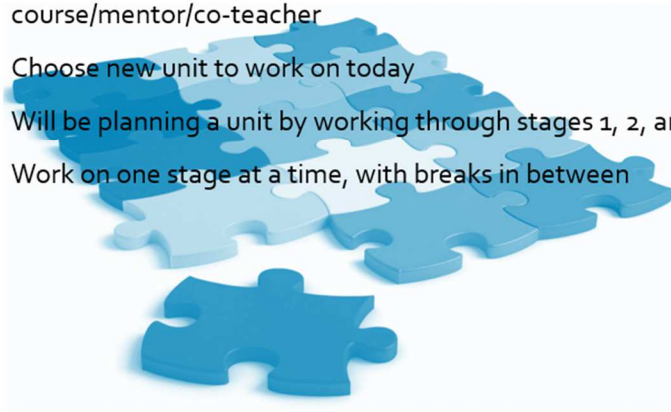 course/mentor/co-teacher
Choose new unit to work on today
Will be planning a unit by working through stages 1, 2,
Work on one stage at a time, with breaks in between